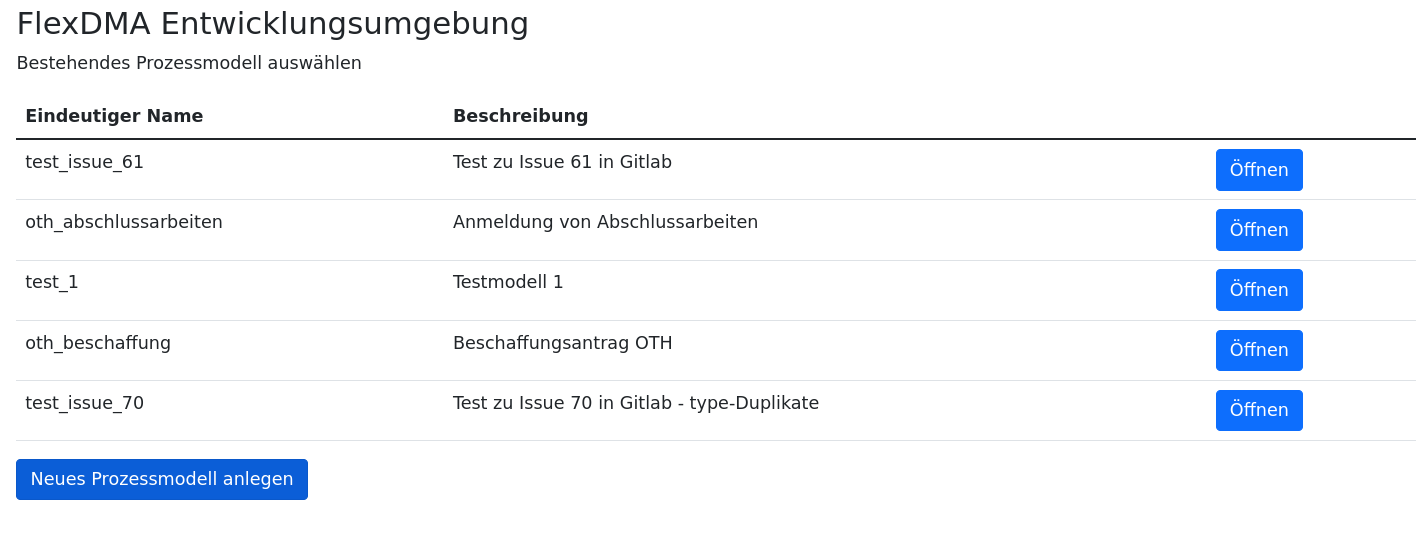 FlexDMA Entwicklungsumgebung
Bestehendes Prozessmodell auswählen
Eindeutiger Name Beschreibung
test_issue_61 Test zu Issue 61 in Gitlab Öffnen
oth_abschlussarbeiten Anmeldung von Abschlussarbeiten Öffnen
test_1 Testmodell 1 Öffnen
oth_beschaffung Beschaffungsantrag OTH Öffnen
test_issue_70 Test zu Issue 70 in Gitlab - type-Duplikate Öffnen
Neues Prozessmodell anlegen